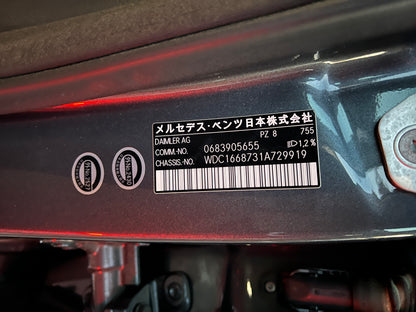 メルセデス・ベンツ日本株式会社
DAIMLER AG PZ 8 755
COMM.-NO. 0683905655 1,2 %
CHASSIS.-NO. WDC1668731A729919